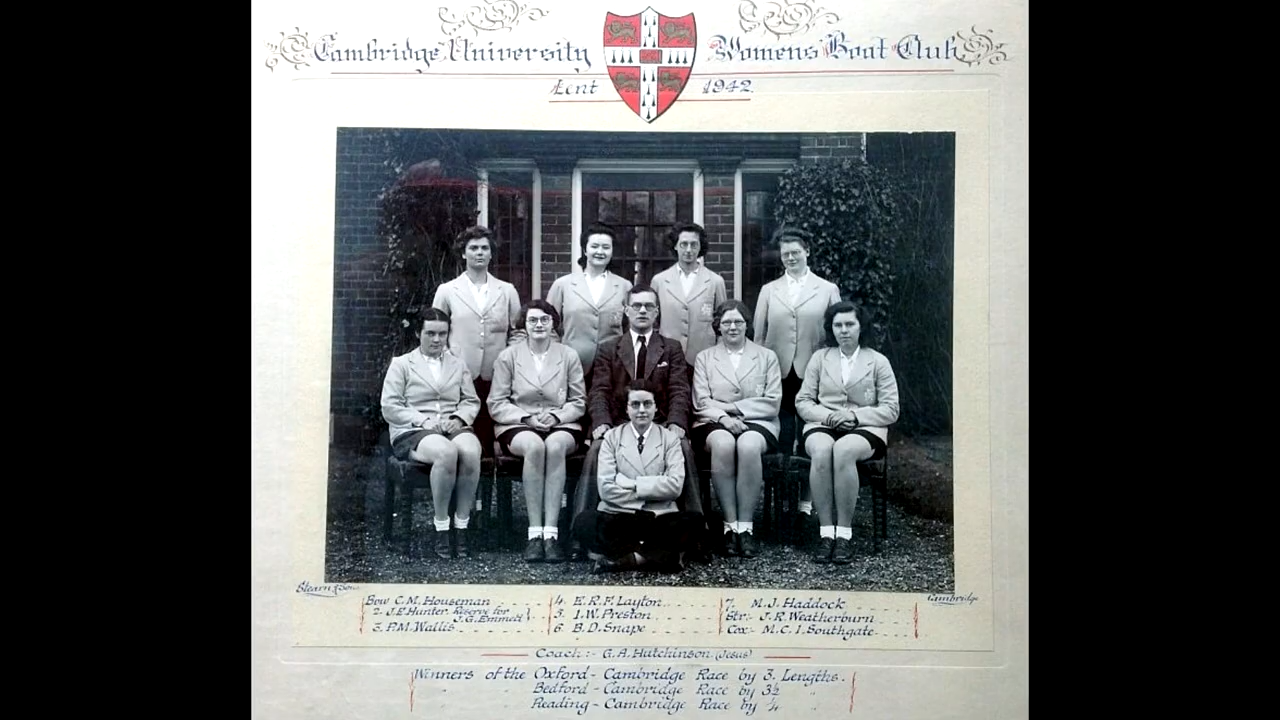 Cambridge University Womens Boat Club
Lent 1942
Stearn & Sons Cambridge
Bow C.M. Houseman 4. E.R.F. Layton 7. M.J. Haddock
2. J.E. Hunter Reserve for J.G. Emmett 5. I.W. Preston Str:- J.R. Weatherburn
3. P.M. Wallis 6. B.D. Snape Cox:- M.C.I. Southgate
Coach:- G.A. Hutchinson (Jesus)
Winners of the Oxford-Cambridge Race by 3 Lengths.
" " Bedford-Cambridge Race by 3½ "
" " Reading-Cambridge Race by ¼ "